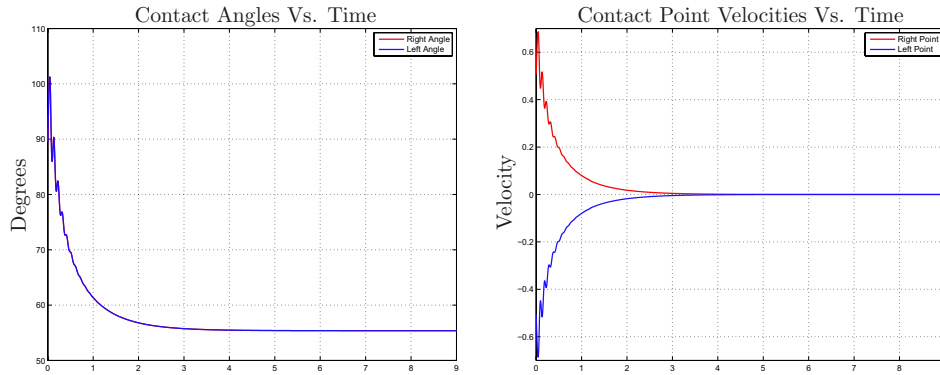 Contact Angles Vs. Time
110
100
90
80
70
60
50
Degrees
Right Angle
Left Angle
0 1 2 3 4 5 6 7 8 9
Contact Point Velocities Vs. Time
0.6
0.4
0.2
0
−0.2
−0.4
−0.6
Velocity
Right Point
Left Point
0 1 2 3 4 5 6 7 8